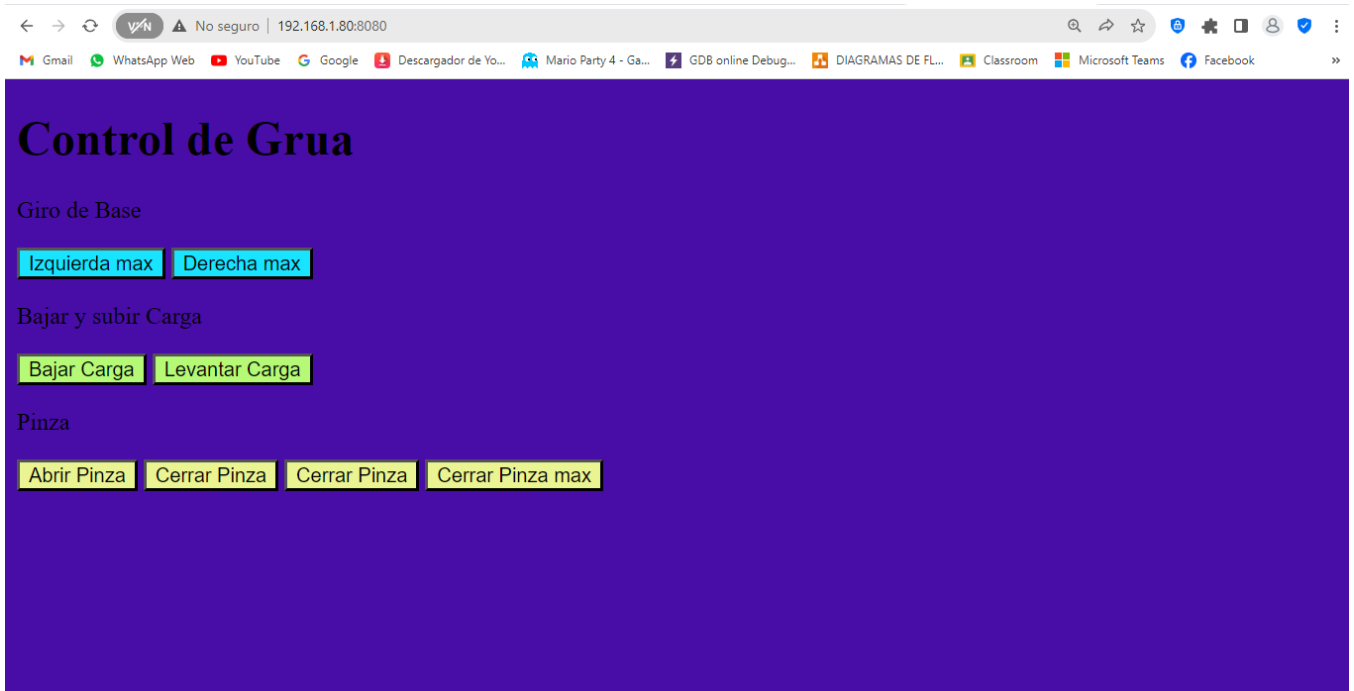 V/N No seguro | 192.168.1.80:8080
Gmail WhatsApp Web YouTube Google Descargador de Yo... Mario Party 4 - Ga... GDB online Debug... DIAGRAMAS DE FL... Classroom Microsoft Teams Facebook »
Control de Grua
Giro de Base
Izquierda max Derecha max
Bajar y subir Carga
Bajar Carga Levantar Carga
Pinza
Abrir Pinza Cerrar Pinza Cerrar Pinza Cerrar Pinza max